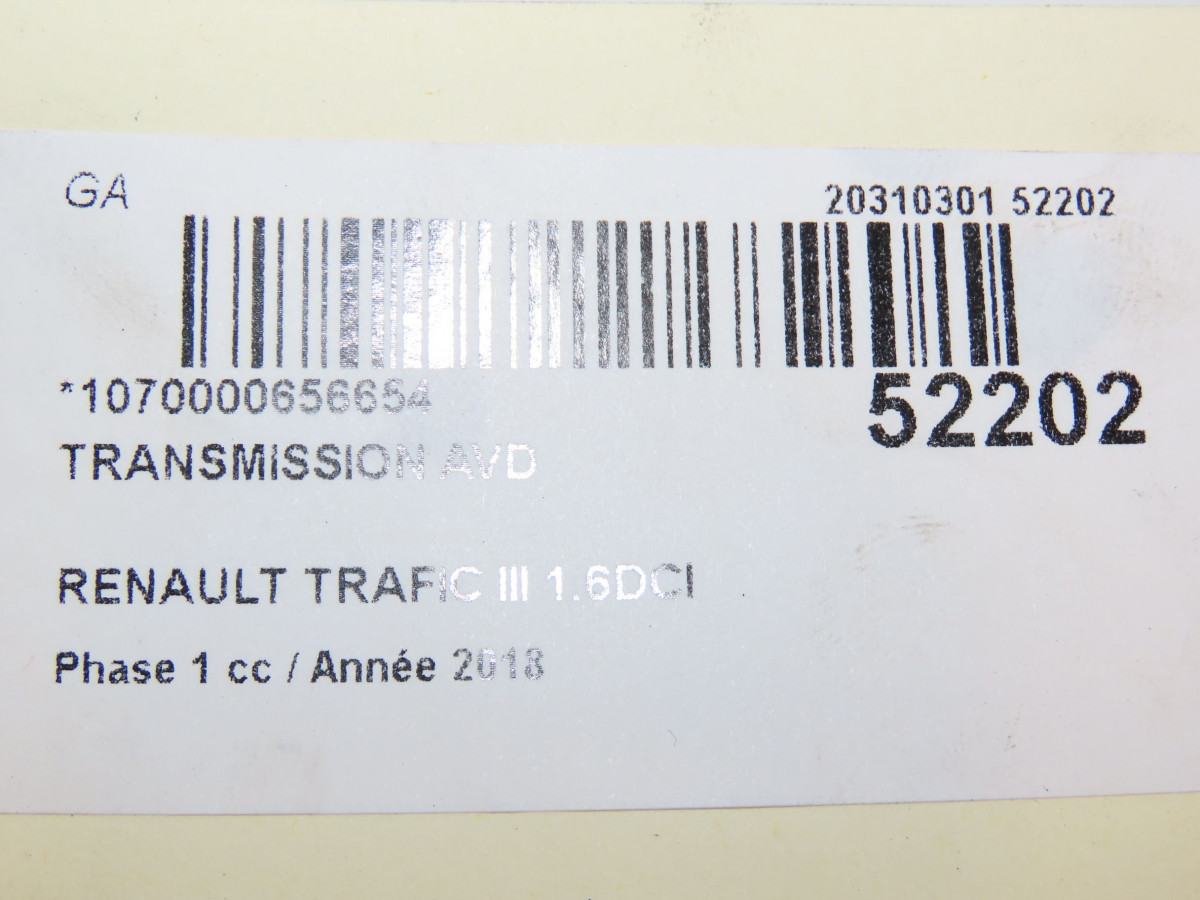 GA
20310301 52202
*1070000656654
52202
TRANSMISSION AVD
RENAULT TRAFIC III 1.6DCI
Phase 1 cc / Année 2018